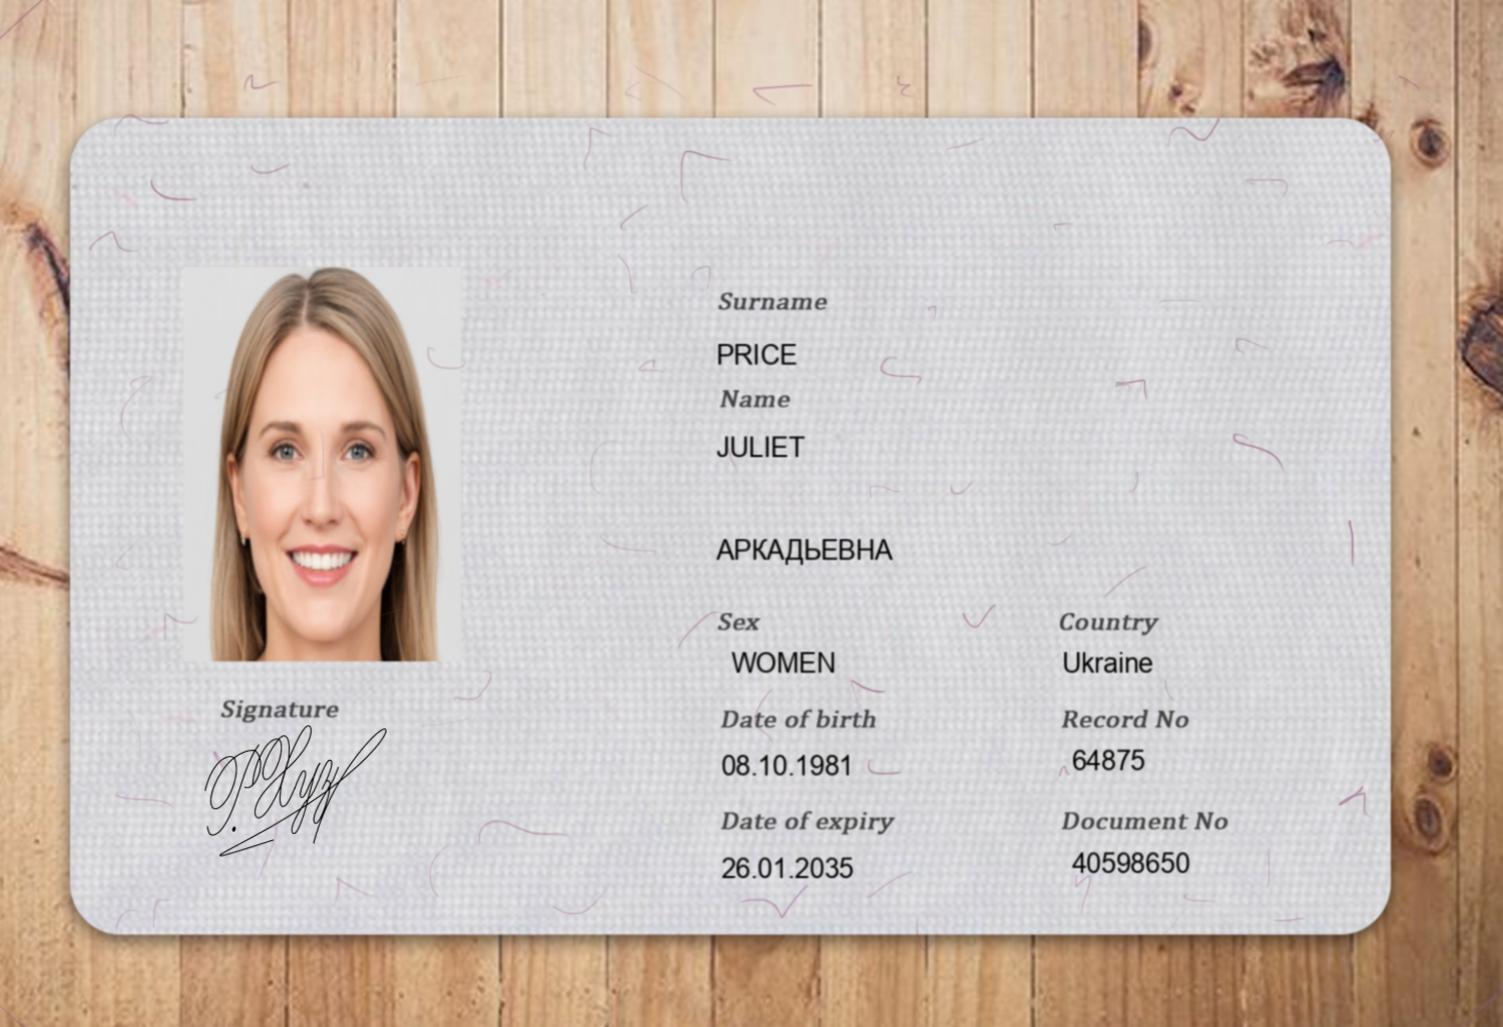 Surname
PRICE
Name
JULIET
АРКАДЬЕВНА
Sex Country
WOMEN Ukraine
Date of birth Record No
08.10.1981 64875
Date of expiry Document No
26.01.2035 40598650
Signature